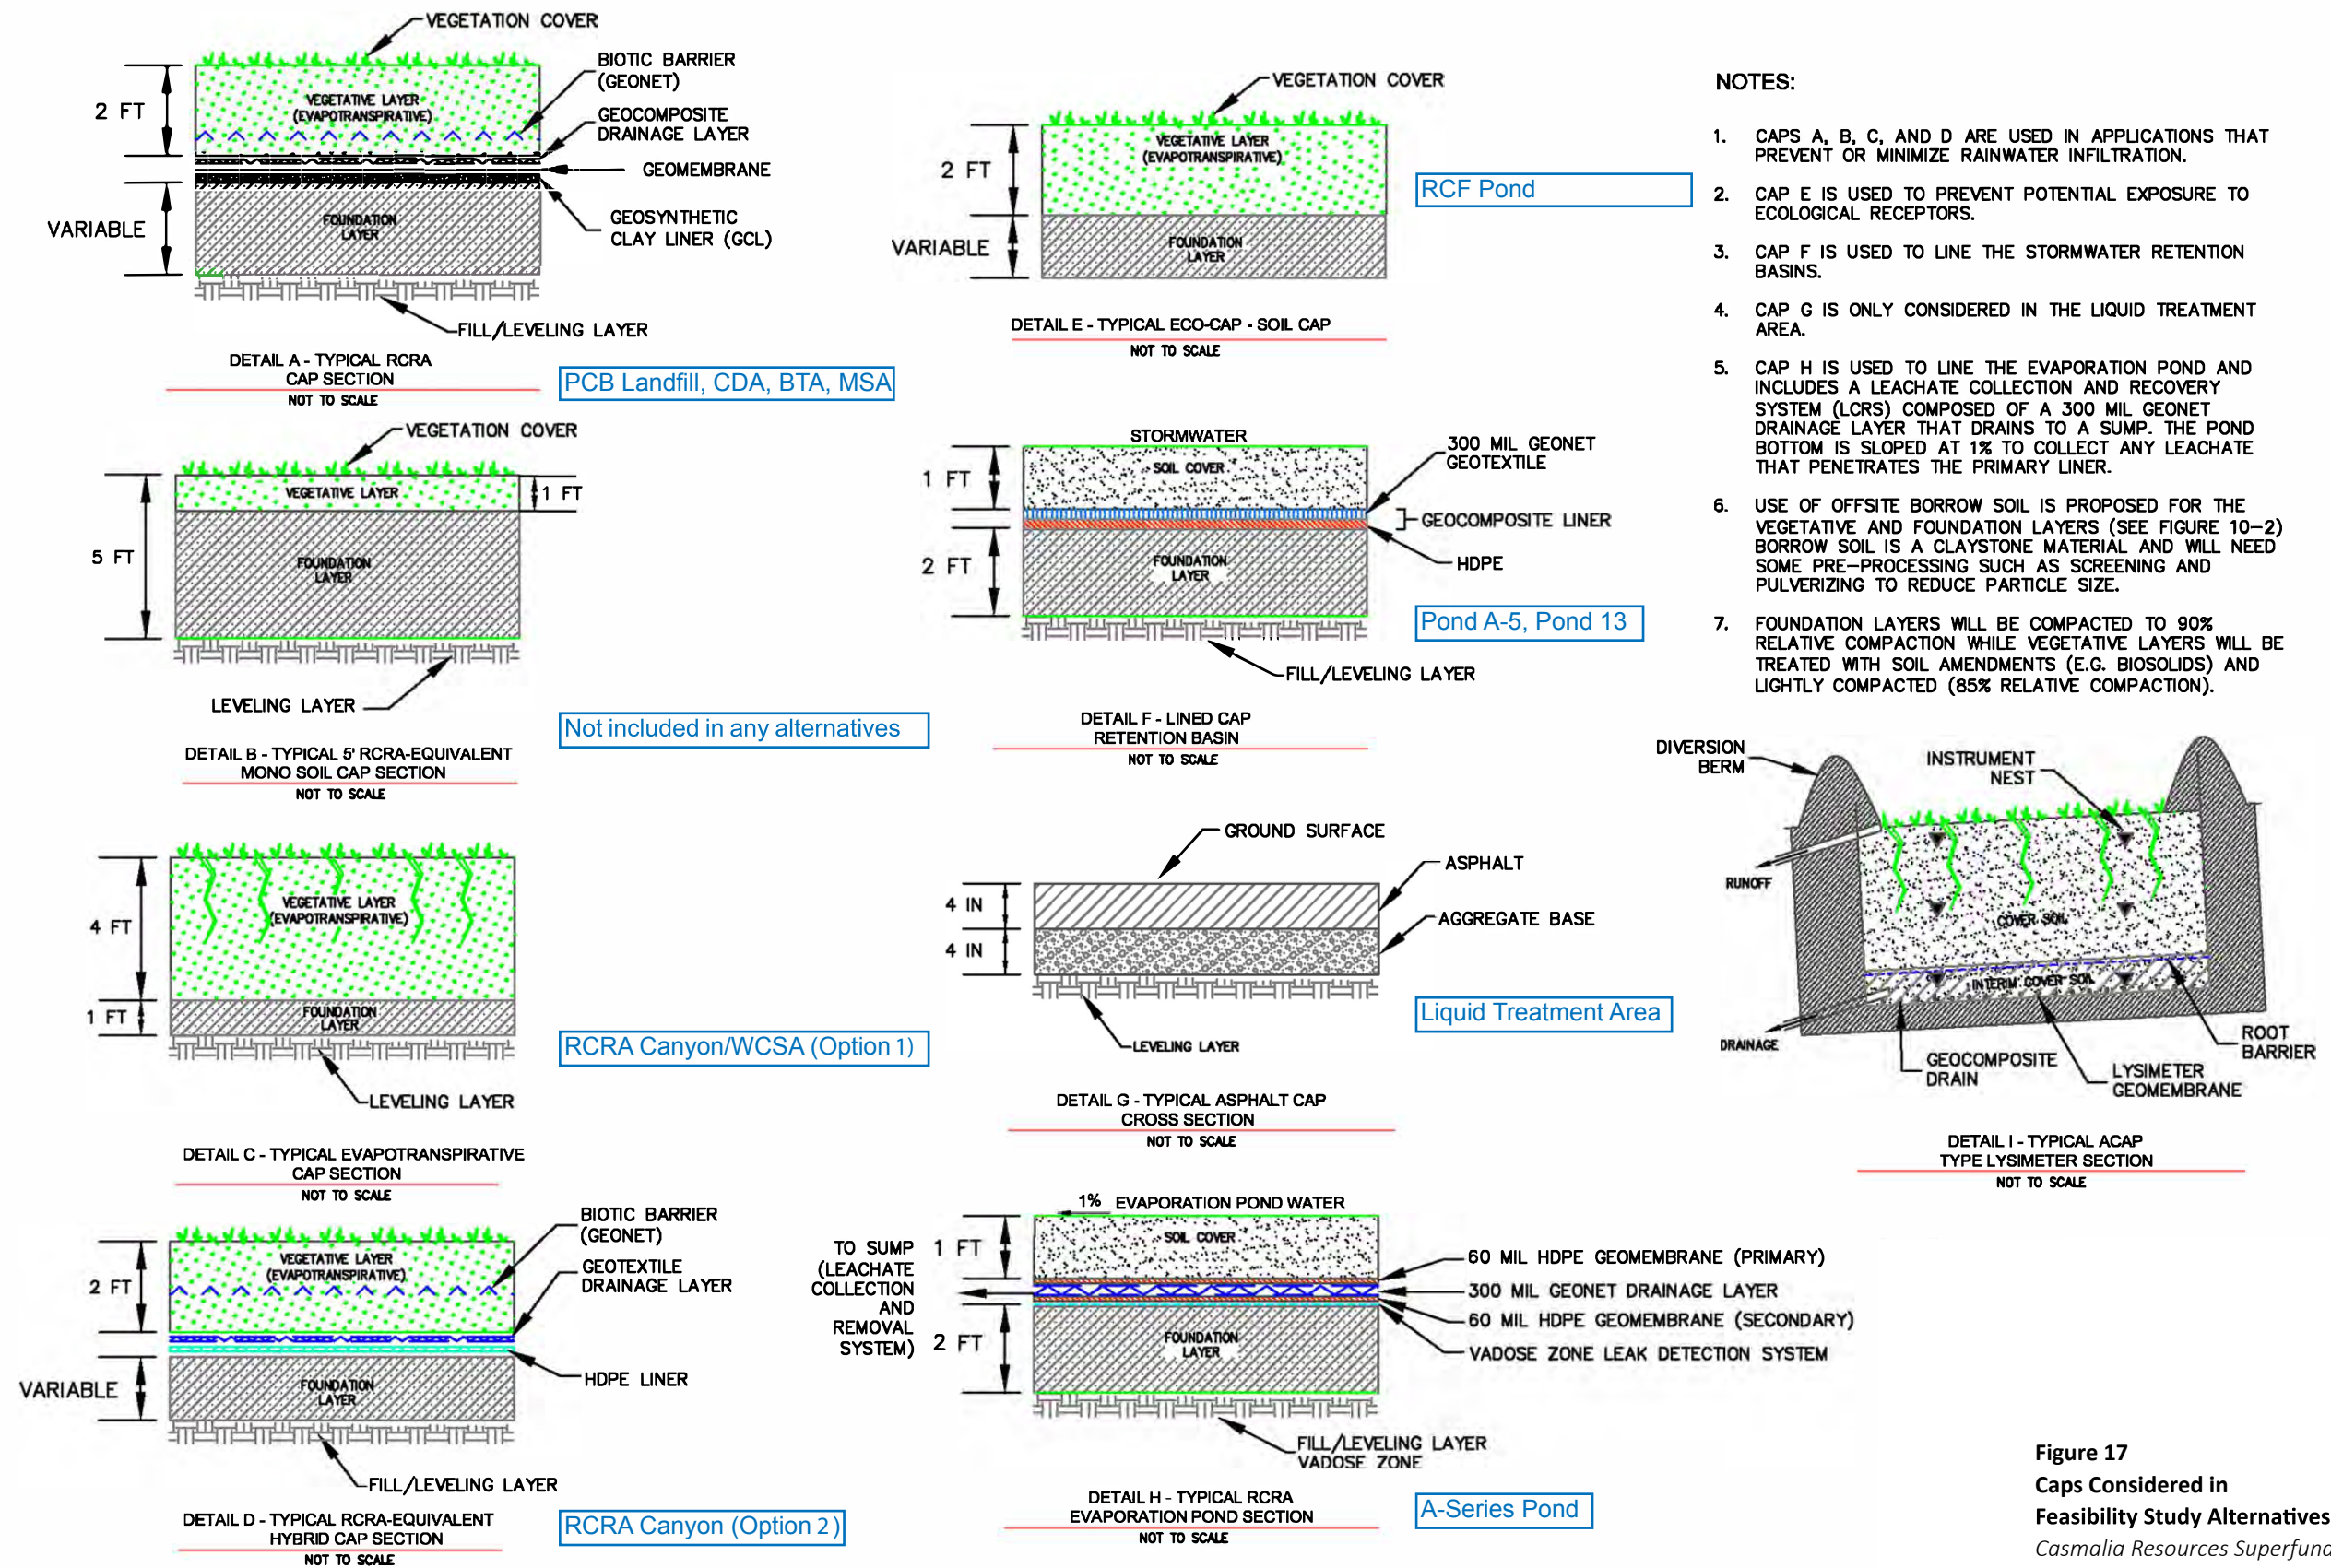 VEGETATION COVER
BIOTIC BARRIER
(GEONET)
2 FT
VEGETATIVE LAYER
(EVAPOTRANSPIRATIVE)
GEOCOMPOSITE
DRAINAGE LAYER
GEOMEMBRANE
VARIABLE
FOUNDATION
LAYER
GEOSYNTHETIC
CLAY LINER (GCL)
FILL/LEVELING LAYER
DETAIL A - TYPICAL RCRA
CAP SECTION
NOT TO SCALE
PCB Landfill, CDA, BTA, MSA
VEGETATION COVER
VEGETATIVE LAYER
1 FT
5 FT
FOUNDATION
LAYER
LEVELING LAYER
Not included in any alternatives
DETAIL B - TYPICAL 5' RCRA-EQUIVALENT
MONO SOIL CAP SECTION
NOT TO SCALE
4 FT
VEGETATIVE LAYER
(EVAPOTRANSPIRATIVE)
1 FT
FOUNDATION
LAYER
RCRA Canyon/WCSA (Option 1)
LEVELING LAYER
DETAIL C - TYPICAL EVAPOTRANSPIRATIVE
CAP SECTION
NOT TO SCALE
BIOTIC BARRIER
(GEONET)
2 FT
VEGETATIVE LAYER
(EVAPOTRANSPIRATIVE)
GEOTEXTILE
DRAINAGE LAYER
HDPE LINER
VARIABLE
FOUNDATION
LAYER
FILL/LEVELING LAYER
DETAIL D - TYPICAL RCRA-EQUIVALENT
HYBRID CAP SECTION
NOT TO SCALE
RCRA Canyon (Option 2)
VEGETATION COVER
2 FT
VEGETATIVE LAYER
(EVAPOTRANSPIRATIVE)
RCF Pond
VARIABLE
FOUNDATION
LAYER
DETAIL E - TYPICAL ECO-CAP - SOIL CAP
NOT TO SCALE
STORMWATER
300 MIL GEONET
GEOTEXTILE
1 FT
SOIL COVER
GEOCOMPOSITE LINER
2 FT
FOUNDATION
LAYER
HDPE
Pond A-5, Pond 13
FILL/LEVELING LAYER
DETAIL F - LINED CAP
RETENTION BASIN
NOT TO SCALE
GROUND SURFACE
ASPHALT
4 IN
AGGREGATE BASE
4 IN
Liquid Treatment Area
LEVELING LAYER
DETAIL G - TYPICAL ASPHALT CAP
CROSS SECTION
NOT TO SCALE
1% EVAPORATION POND WATER
TO SUMP
(LEACHATE
COLLECTION
AND
REMOVAL
SYSTEM)
1 FT
SOIL COVER
60 MIL HDPE GEOMEMBRANE (PRIMARY)
300 MIL GEONET DRAINAGE LAYER
60 MIL HDPE GEOMEMBRANE (SECONDARY)
2 FT
FOUNDATION
LAYER
VADOSE ZONE LEAK DETECTION SYSTEM
FILL/LEVELING LAYER
VADOSE ZONE
DETAIL H - TYPICAL RCRA
EVAPORATION POND SECTION
NOT TO SCALE
A-Series Pond
NOTES:
1. CAPS A, B, C, AND D ARE USED IN APPLICATIONS THAT
PREVENT OR MINIMIZE RAINWATER INFILTRATION.
2. CAP E IS USED TO PREVENT POTENTIAL EXPOSURE TO
ECOLOGICAL RECEPTORS.
3. CAP F IS USED TO LINE THE STORMWATER RETENTION
BASINS.
4. CAP G IS ONLY CONSIDERED IN THE LIQUID TREATMENT
AREA.
5. CAP H IS USED TO LINE THE EVAPORATION POND AND
INCLUDES A LEACHATE COLLECTION AND RECOVERY
SYSTEM (LCRS) COMPOSED OF A 300 MIL GEONET
DRAINAGE LAYER THAT DRAINS TO A SUMP. THE POND
BOTTOM IS SLOPED AT 1% TO COLLECT ANY LEACHATE
THAT PENETRATES THE PRIMARY LINER.
6. USE OF OFFSITE BORROW SOIL IS PROPOSED FOR THE
VEGETATIVE AND FOUNDATION LAYERS (SEE FIGURE 10-2)
BORROW SOIL IS A CLAYSTONE MATERIAL AND WILL NEED
SOME PRE-PROCESSING SUCH AS SCREENING AND
PULVERIZING TO REDUCE PARTICLE SIZE.
7. FOUNDATION LAYERS WILL BE COMPACTED TO 90%
RELATIVE COMPACTION WHILE VEGETATIVE LAYERS WILL BE
TREATED WITH SOIL AMENDMENTS (E.G. BIOSOLIDS) AND
LIGHTLY COMPACTED (85% RELATIVE COMPACTION).
DIVERSION
BERM
INSTRUMENT
NEST
RUNOFF
COVER SOIL
INTERIM COVER SOIL
DRAINAGE
GEOCOMPOSITE
DRAIN
LYSIMETER
GEOMEMBRANE
ROOT
BARRIER
DETAIL I - TYPICAL ACAP
TYPE LYSIMETER SECTION
NOT TO SCALE
Figure 17
Caps Considered in
Feasibility Study Alternatives
Casmalia Resources Superfund